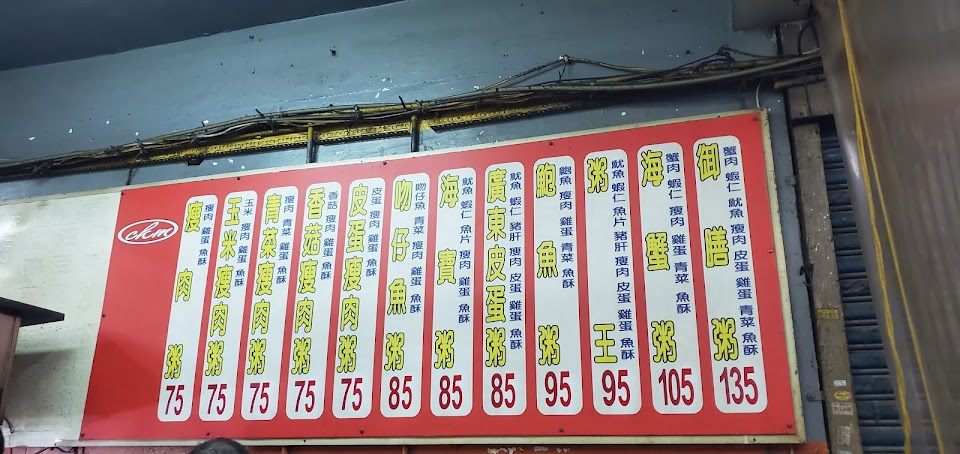 御膳粥
蟹肉 蝦仁 魷魚 瘦肉 皮蛋 雞蛋 青菜 魚酥
135
海蟹粥
蟹肉 蝦仁 瘦肉 雞蛋 青菜 魚酥
105
粥王
魷魚 蝦仁 魚片 豬肝 瘦肉 皮蛋 雞蛋 魚酥
95
鮑魚粥
鮑魚 瘦肉 雞蛋 青菜 魚酥
95
廣東皮蛋粥
魷魚 蝦仁 豬肝 瘦肉 皮蛋 雞蛋 魚酥
85
海寶粥
魷魚 蝦仁 魚片 瘦肉 雞蛋 魚酥
85
吻仔魚粥
吻仔魚 青菜 瘦肉 雞蛋 魚酥
85
皮蛋瘦肉粥
皮蛋 瘦肉 雞蛋 魚酥
75
香菇瘦肉粥
香菇 瘦肉 雞蛋 魚酥
75
青菜瘦肉粥
瘦肉 青菜 雞蛋 魚酥
75
玉米瘦肉粥
玉米 瘦肉 雞蛋 魚酥
75
瘦肉粥
瘦肉 雞蛋 魚酥
75
ckm